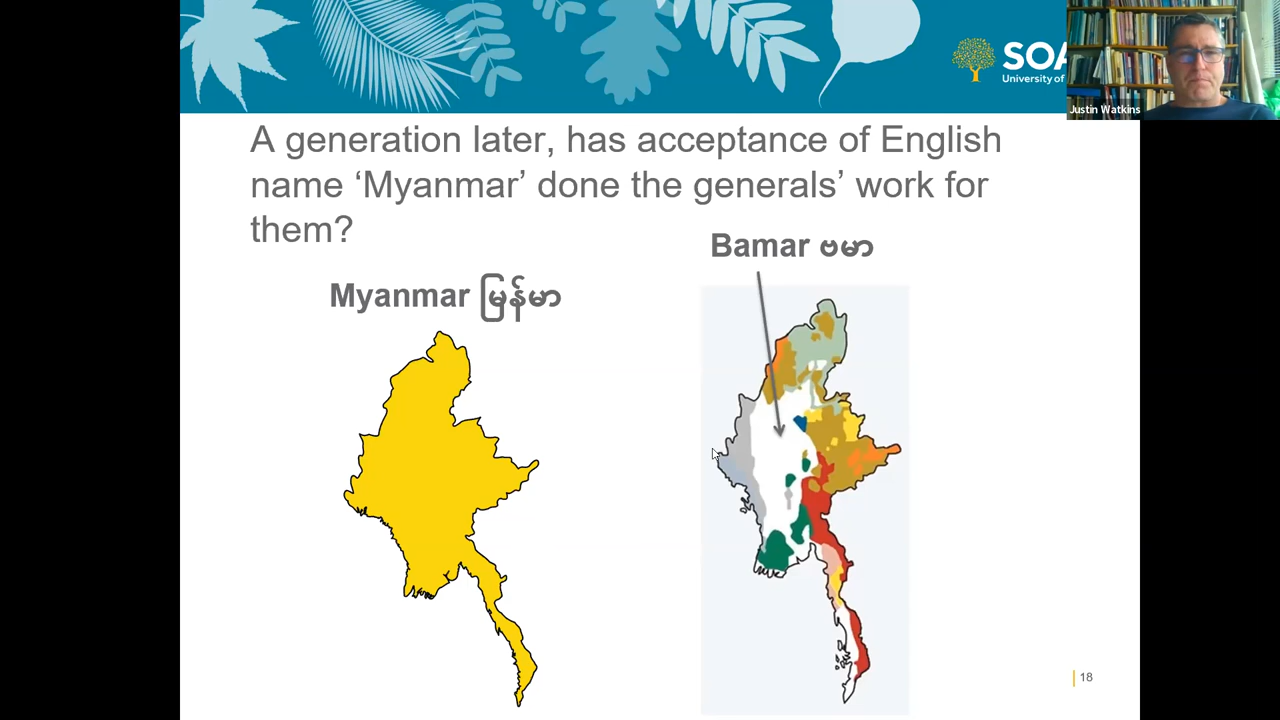 SOA
University of
Justin Watkins
A generation later, has acceptance of English
name ‘Myanmar’ done the generals’ work for
them?
Bamar ဗမာ
Myanmar မြန်မာ
18